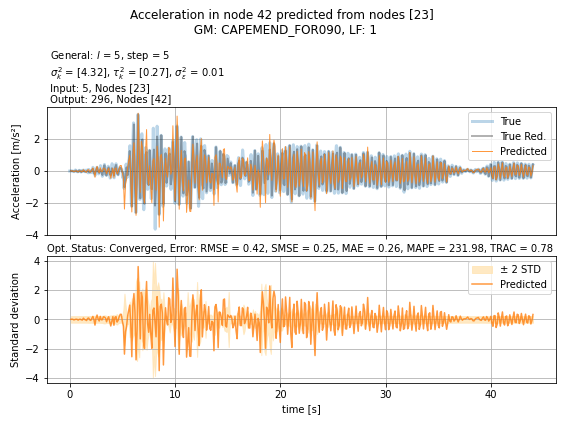 Acceleration in node 42 predicted from nodes [23]
GM: CAPEMEND_FOR090, LF: 1
General: l = 5, step = 5
σ²ₖ = [4.32], τ²ₖ = [0.27], σ²ε = 0.01
Input: 5, Nodes [23]
Output: 296, Nodes [42]
Acceleration [m/s²]
2
0
−2
−4
True
True Red.
Predicted
Opt. Status: Converged, Error: RMSE = 0.42, SMSE = 0.25, MAE = 0.26, MAPE = 231.98, TRAC = 0.78
Standard deviation
4
2
0
−2
−4
± 2 STD
Predicted
0 10 20 30 40
time [s]